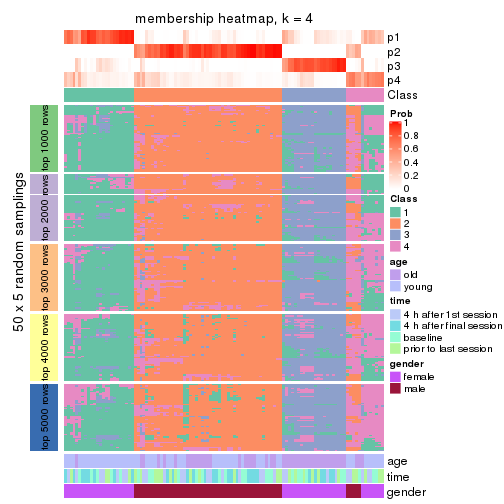 membership heatmap, k = 4
p1
p2
p3
p4
Class
50 x 5 random samplings
top 1000 rows
top 2000 rows
top 3000 rows
top 4000 rows
top 5000 rows
Prob
1
0.8
0.6
0.4
0.2
0
Class
1
2
3
4
age
old
young
time
4 h after 1st session
4 h after final session
baseline
prior to last session
gender
female
male
age
time
gender